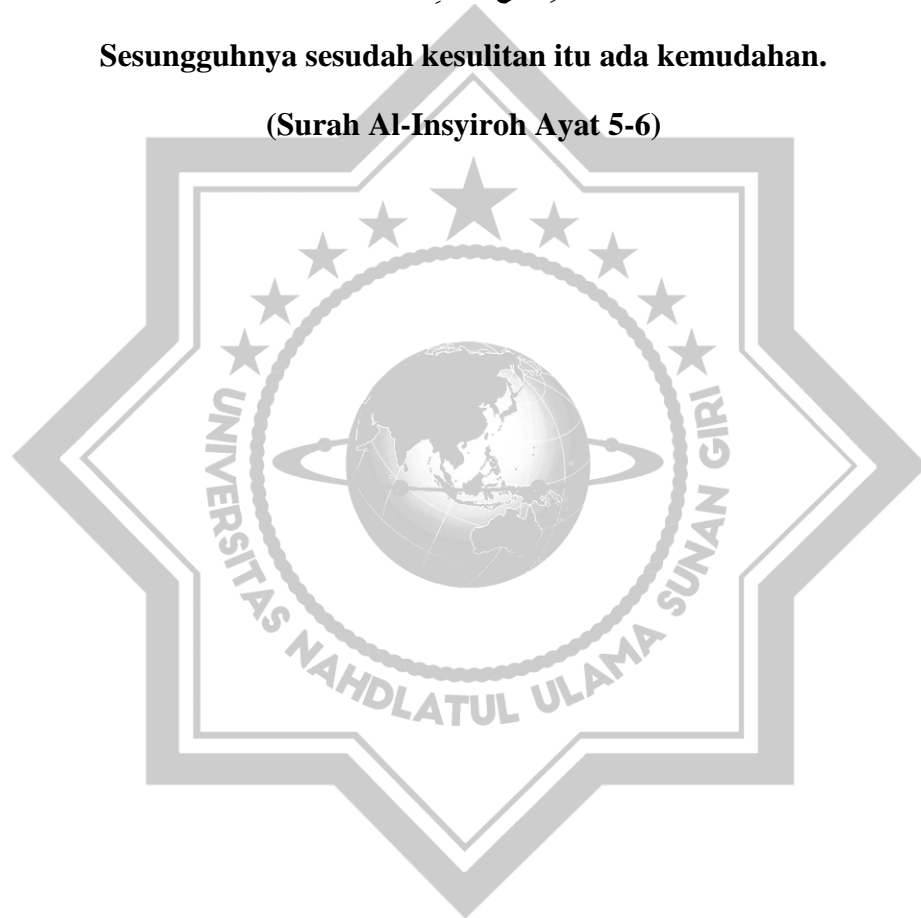 Sesungguhnya sesudah kesulitan itu ada kemudahan.
(Surah Al-Insyiroh Ayat 5-6)
UNIVERSITAS NAHDLATUL ULAMA SUNAN GIRI